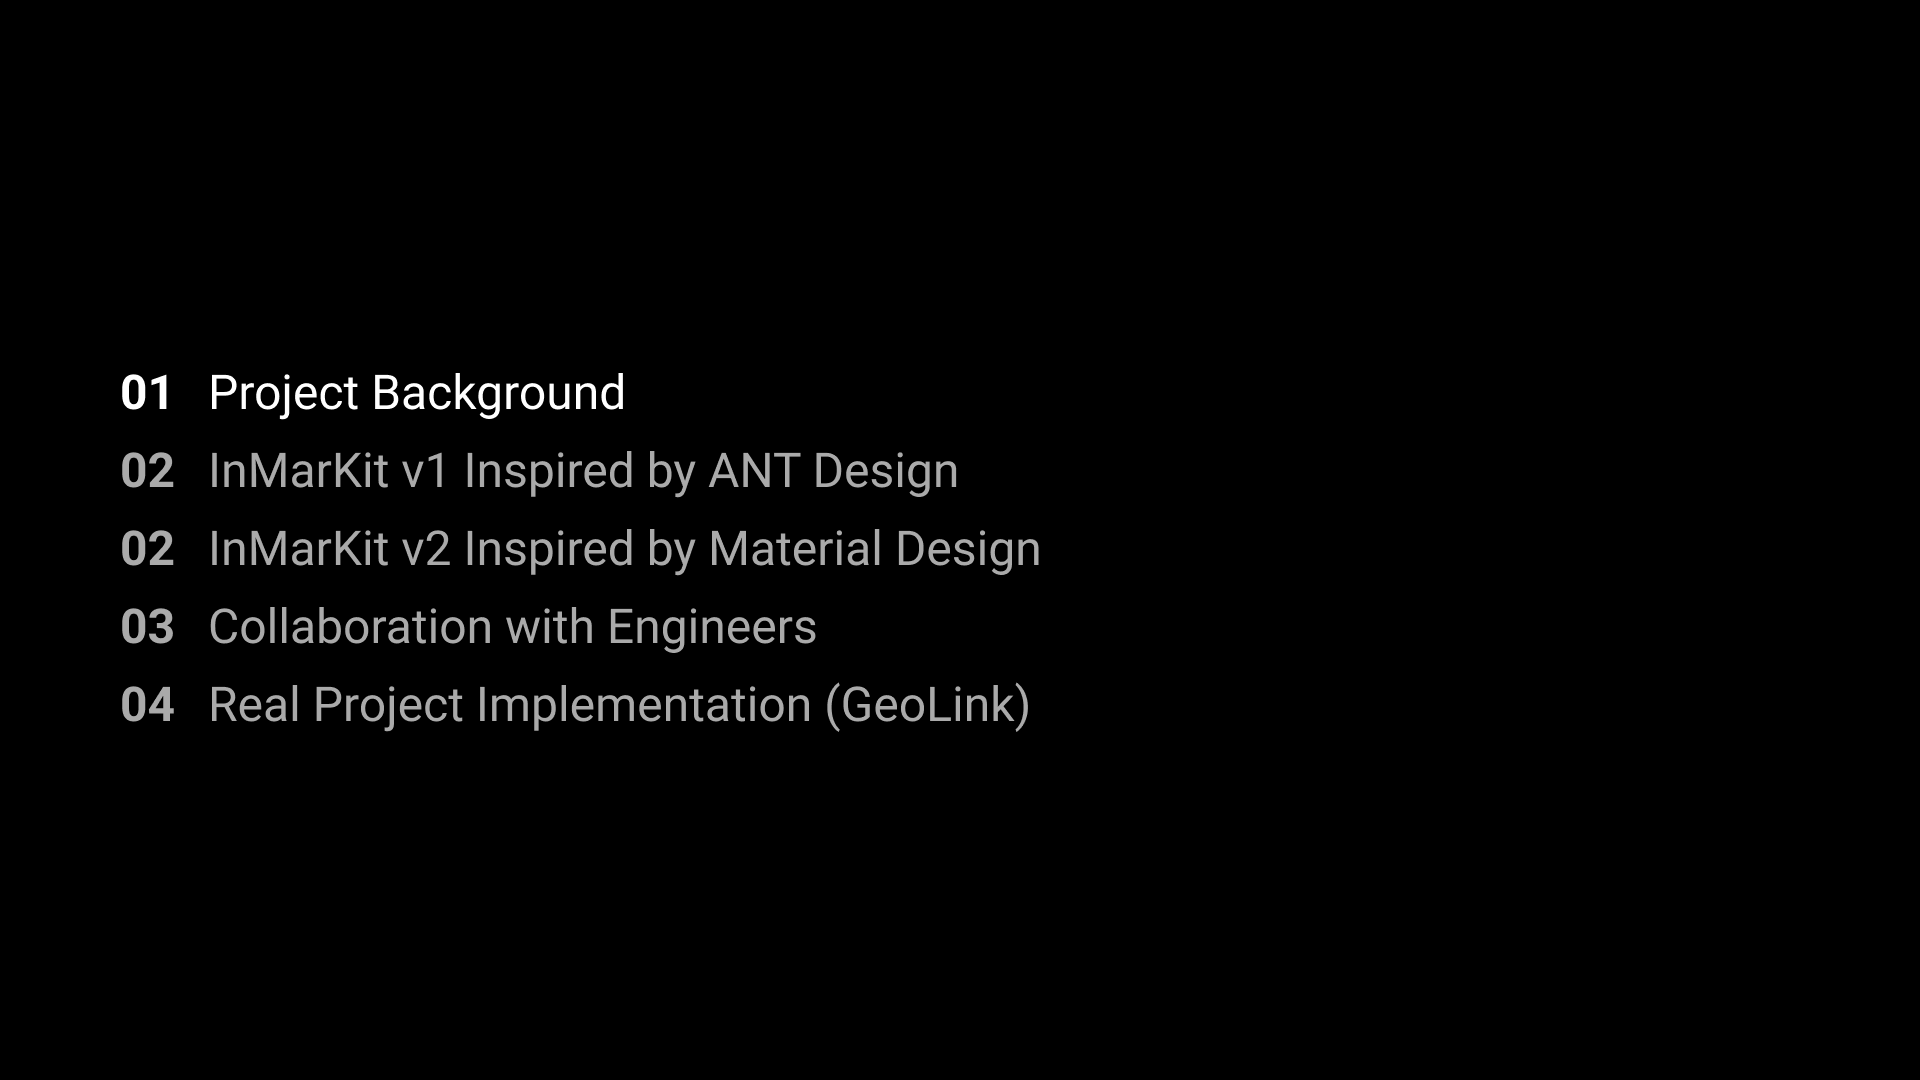 01 Project Background
02 InMarKit v1 Inspired by ANT Design
02 InMarKit v2 Inspired by Material Design
03 Collaboration with Engineers
04 Real Project Implementation (GeoLink)